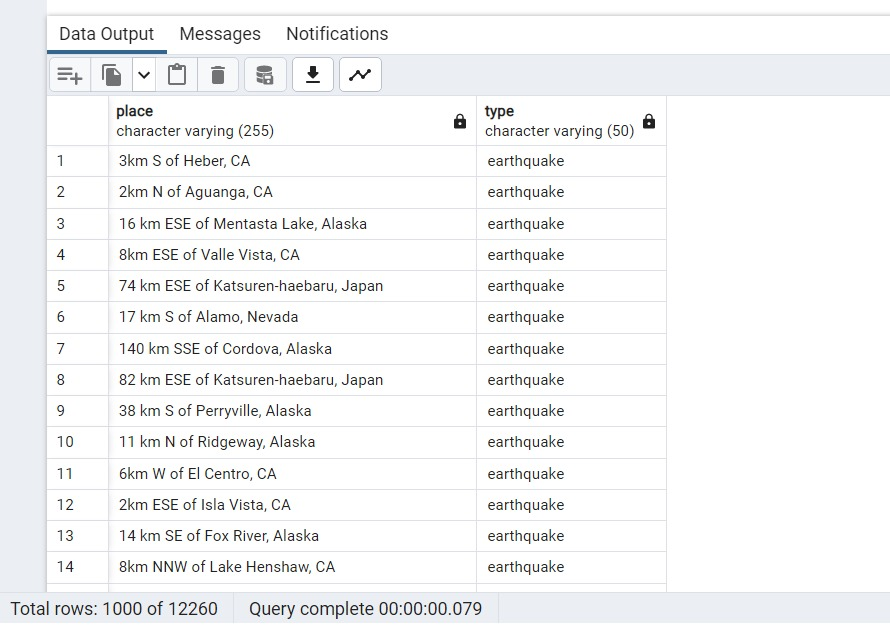 Data Output Messages Notifications
place
character varying (255)
type
character varying (50)
1 3km S of Heber, CA earthquake
2 2km N of Aguanga, CA earthquake
3 16 km ESE of Mentasta Lake, Alaska earthquake
4 8km ESE of Valle Vista, CA earthquake
5 74 km ESE of Katsuren-haebaru, Japan earthquake
6 17 km S of Alamo, Nevada earthquake
7 140 km SSE of Cordova, Alaska earthquake
8 82 km ESE of Katsuren-haebaru, Japan earthquake
9 38 km S of Perryville, Alaska earthquake
10 11 km N of Ridgeway, Alaska earthquake
11 6km W of El Centro, CA earthquake
12 2km ESE of Isla Vista, CA earthquake
13 14 km SE of Fox River, Alaska earthquake
14 8km NNW of Lake Henshaw, CA earthquake
Total rows: 1000 of 12260 Query complete 00:00:00.079